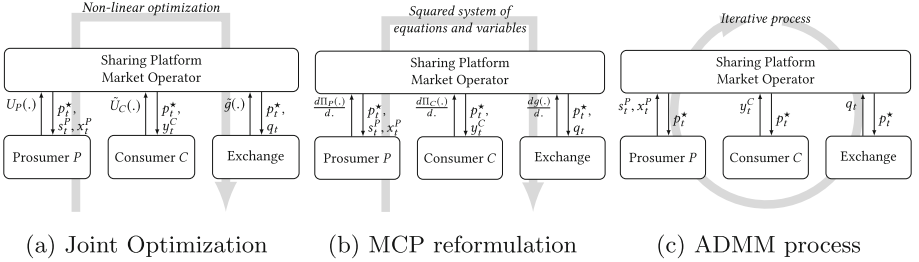 Non-linear optimization
Sharing Platform
Market Operator
U_P(.) p_t^★,
s_t^P, x_t^P
Ũ_C(.) p_t^★,
y_t^C
g̃(.) p_t^★,
q_t
Prosumer P
Consumer C
Exchange
(a) Joint Optimization
Squared system of
equations and variables
Sharing Platform
Market Operator
dΠ_P(.)/d. p_t^★,
s_t^P, x_t^P
dΠ_C(.)/d. p_t^★,
y_t^C
dg(.)/d. p_t^★,
q_t
Prosumer P
Consumer C
Exchange
(b) MCP reformulation
Iterative process
Sharing Platform
Market Operator
s_t^P, x_t^P
p_t^★
y_t^C
p_t^★
q_t
p_t^★
Prosumer P
Consumer C
Exchange
(c) ADMM process